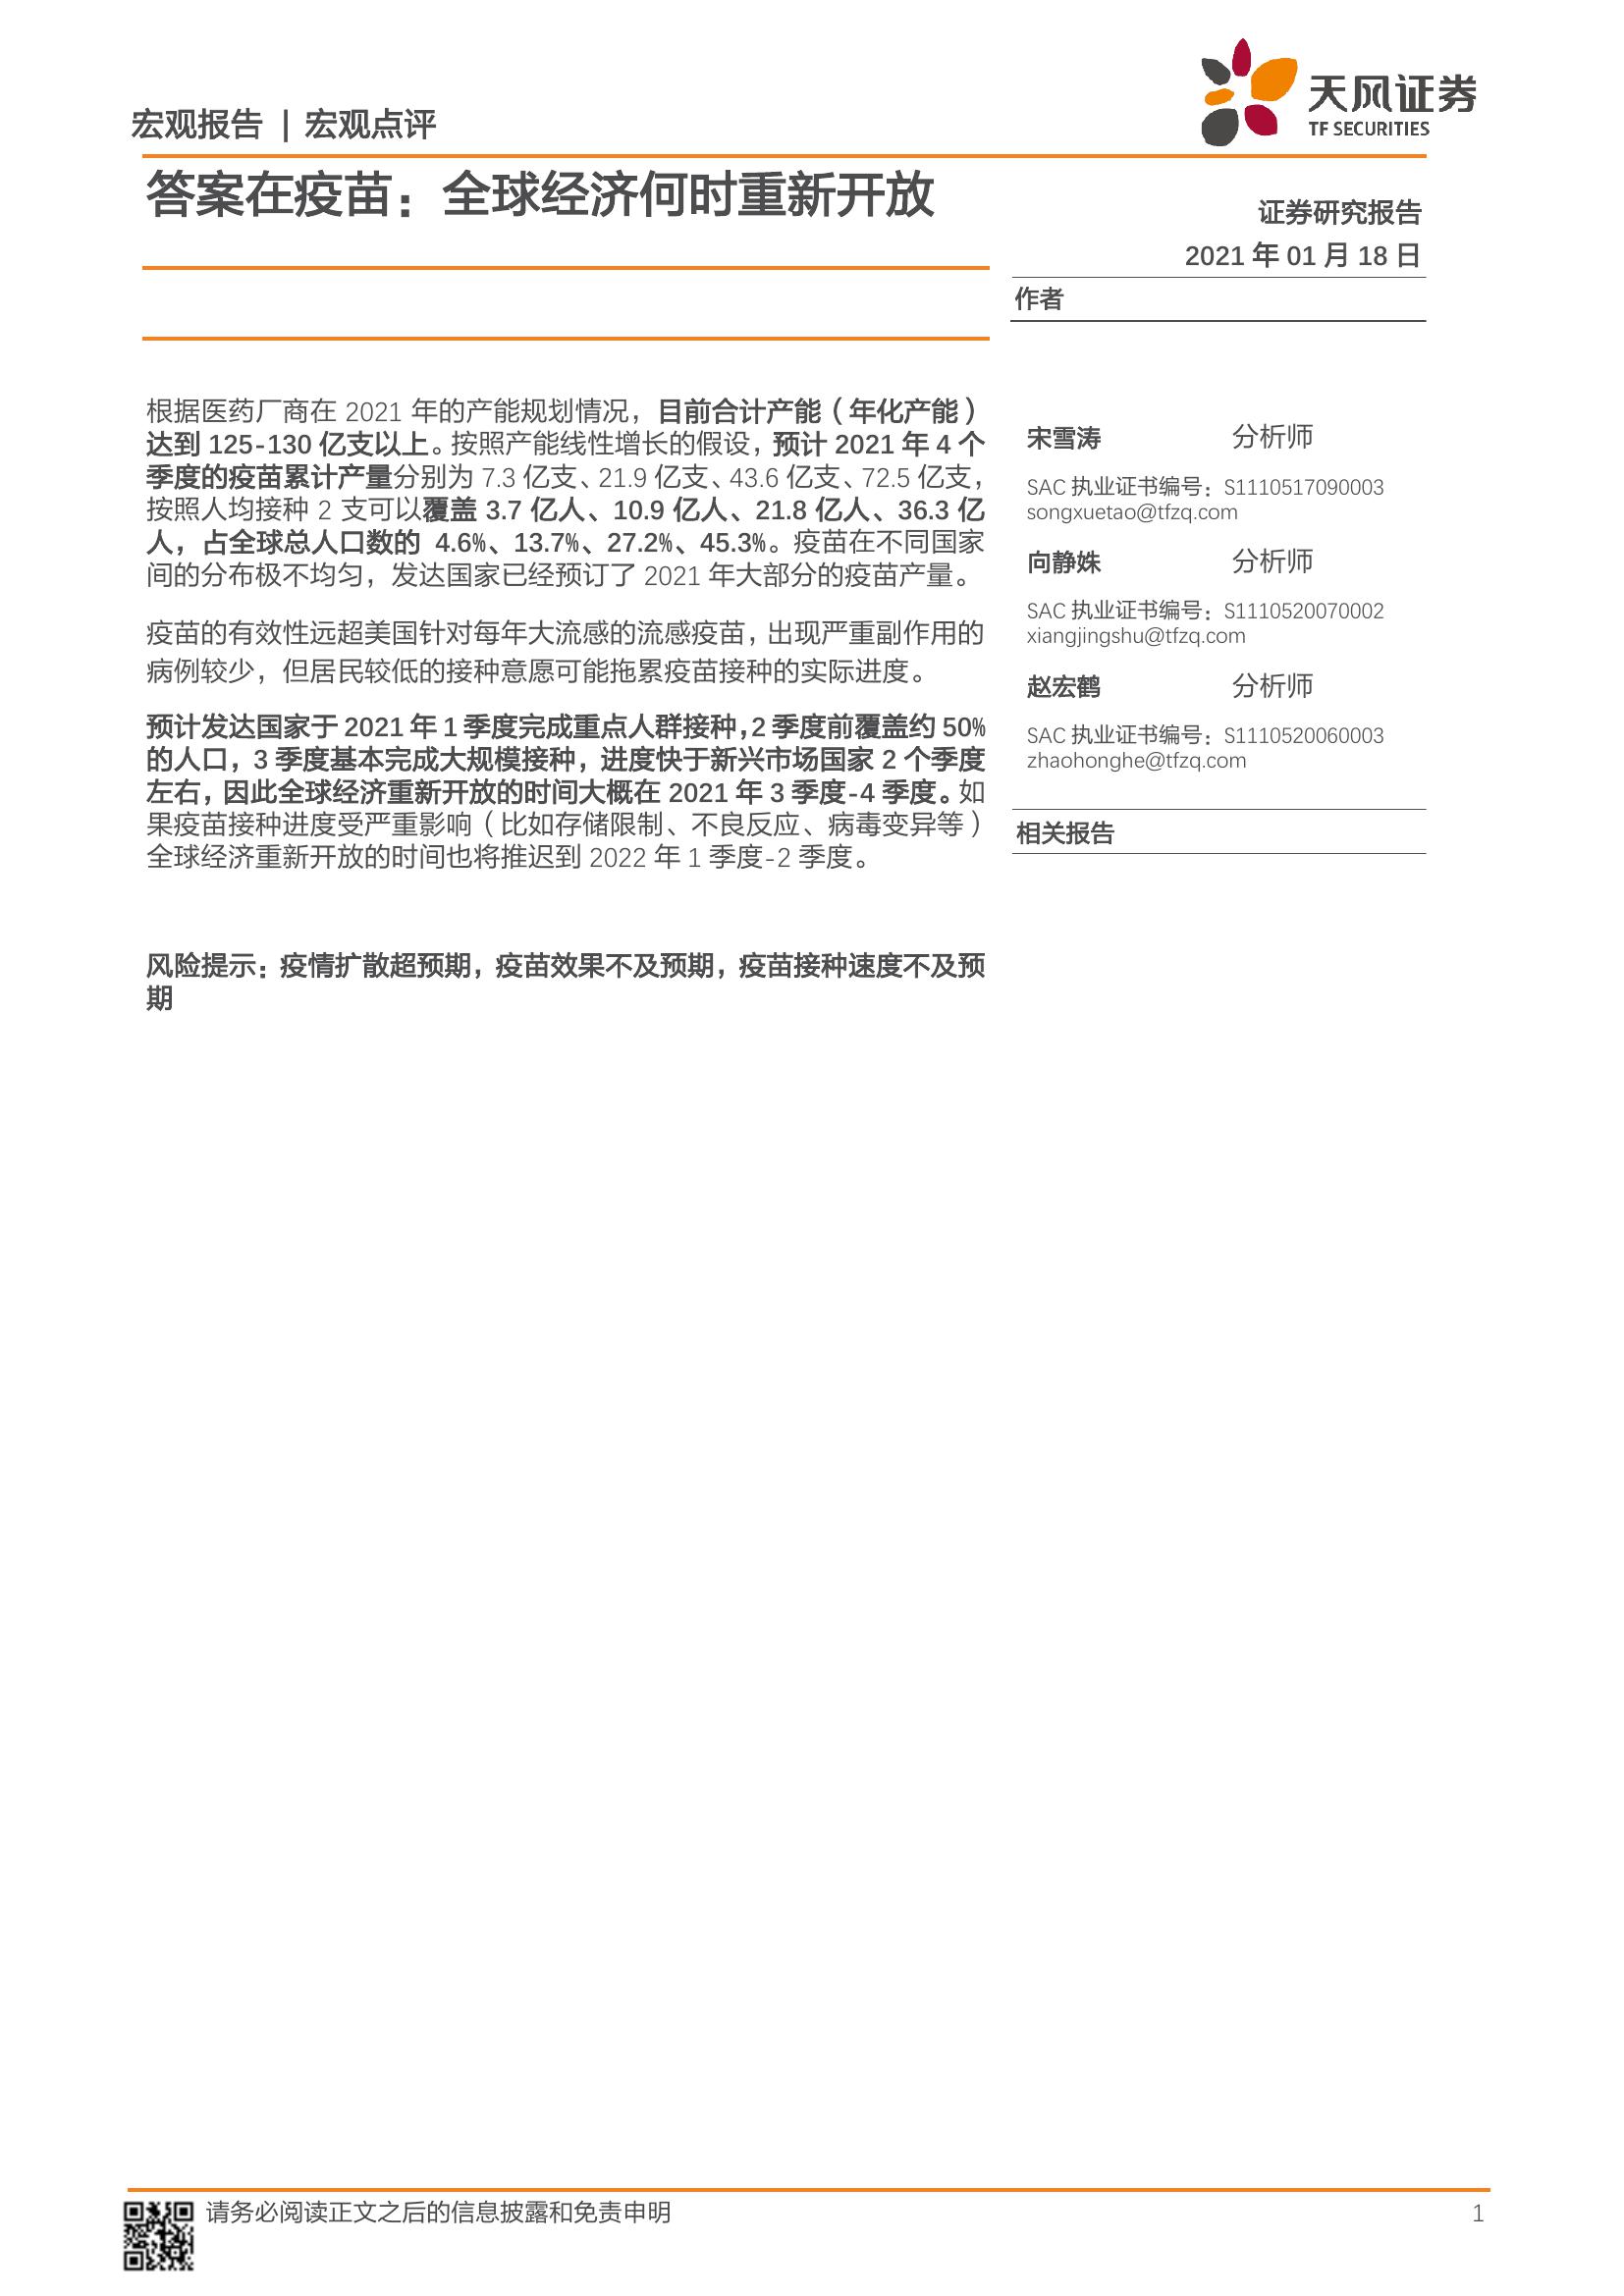 宏观报告 | 宏观点评
天风证券
TF SECURITIES
答案在疫苗：全球经济何时重新开放
证券研究报告
2021 年 01 月 18 日
作者
根据医药厂商在 2021 年的产能规划情况，目前合计产能（年化产能）
达到 125-130 亿支以上。按照产能线性增长的假设，预计 2021 年 4 个
季度的疫苗累计产量分别为 7.3 亿支、21.9 亿支、43.6 亿支、72.5 亿支，
按照人均接种 2 支可以覆盖 3.7 亿人、10.9 亿人、21.8 亿人、36.3 亿
人，占全球总人口数的 4.6%、13.7%、27.2%、45.3%。疫苗在不同国家
间的分布极不均匀，发达国家已经预订了 2021 年大部分的疫苗产量。
疫苗的有效性远超美国针对每年大流感的流感疫苗，出现严重副作用的
病例较少，但居民较低的接种意愿可能拖累疫苗接种的实际进度。
预计发达国家于 2021 年 1 季度完成重点人群接种，2 季度前覆盖约 50%
的人口，3 季度基本完成大规模接种，进度快于新兴市场国家 2 个季度
左右，因此全球经济重新开放的时间大概在 2021 年 3 季度-4 季度。如
果疫苗接种进度受严重影响（比如存储限制、不良反应、病毒变异等）
全球经济重新开放的时间也将推迟到 2022 年 1 季度-2 季度。
风险提示：疫情扩散超预期，疫苗效果不及预期，疫苗接种速度不及预
期
宋雪涛 分析师
SAC 执业证书编号：S1110517090003
songxuetao@tfzq.com
向静姝 分析师
SAC 执业证书编号：S1110520070002
xiangjingshu@tfzq.com
赵宏鹤 分析师
SAC 执业证书编号：S1110520060003
zhaohonghe@tfzq.com
相关报告
请务必阅读正文之后的信息披露和免责申明 1